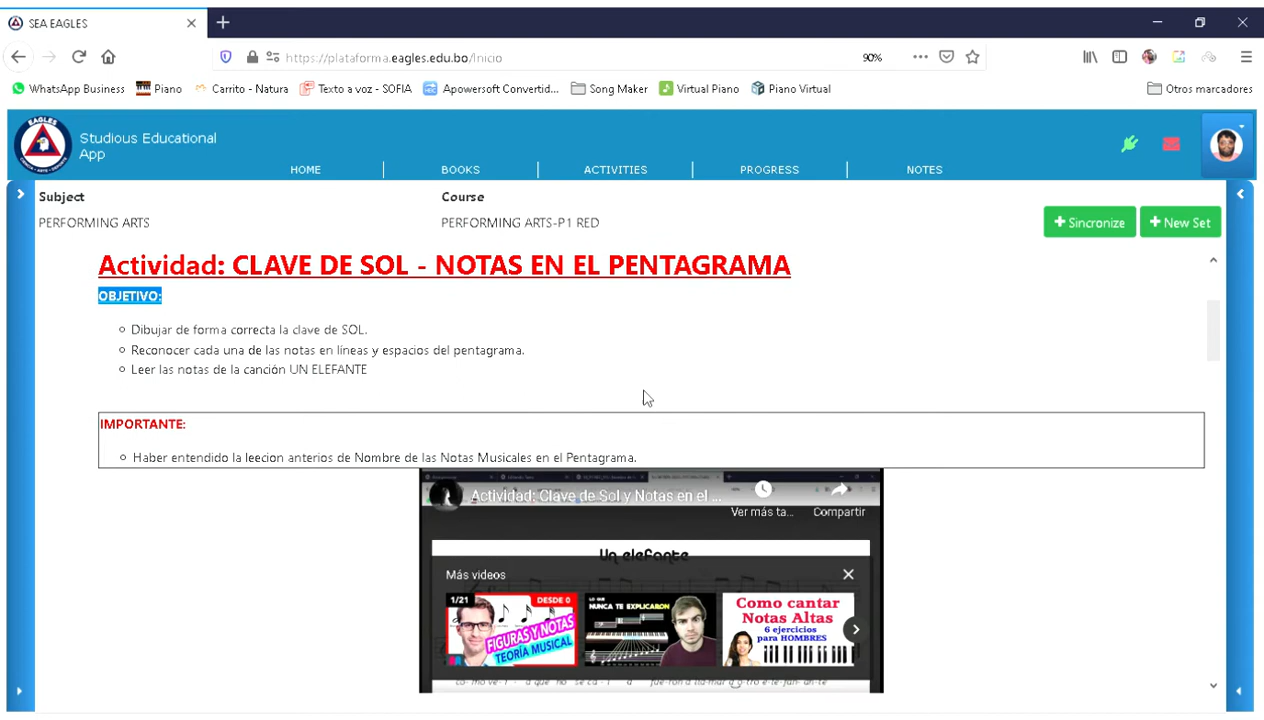 SEA EAGLES
https://plataforma.eagles.edu.bo/Inicio
90%
WhatsApp Business
Piano
Carrito - Natura
Texto a voz - SOFIA
Apowersoft Convertid...
Song Maker
Virtual Piano
Piano Virtual
Otros marcadores
EAGLES
Studious Educational
App
HOME
BOOKS
ACTIVITIES
PROGRESS
NOTES
Subject
Course
PERFORMING ARTS
PERFORMING ARTS-P1 RED
+ Sincronize
+ New Set
Actividad: CLAVE DE SOL - NOTAS EN EL PENTAGRAMA
OBJETIVO:
Dibujar de forma correcta la clave de SOL.
Reconocer cada una de las notas en líneas y espacios del pentagrama.
Leer las notas de la canción UN ELEFANTE
IMPORTANTE:
Haber entendido la leecion anterios de Nombre de las Notas Musicales en el Pentagrama.
Actividad: Clave de Sol y Notas en el ...
Ver más ta...
Compartir
Un elefante
Más videos
1/21
DESDE 0
FIGURAS Y NOTAS
TEORÍA MUSICAL
LO QUE
NUNCA TE EXPLICARON
Como cantar
Notas Altas
6 ejercicios
para HOMBRES